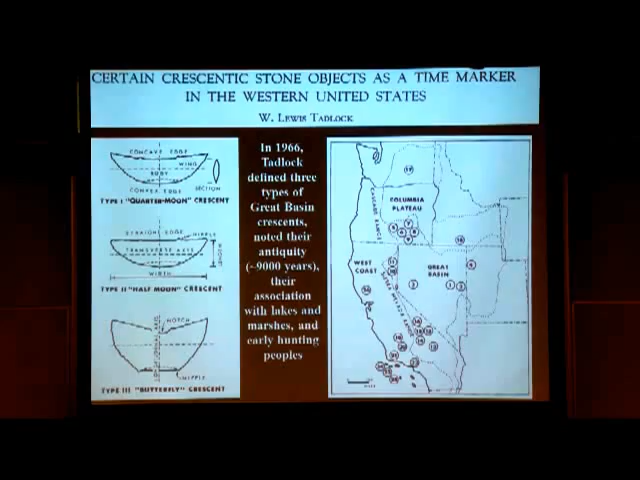 CERTAIN CRESCENTIC STONE OBJECTS AS A TIME MARKER
IN THE WESTERN UNITED STATES
W. LEWIS TADLOCK
CONCAVE EDGE
WING
BODY
CONVEX EDGE
SECTION
TYPE I "QUARTER-MOON" CRESCENT
STRAIGHT EDGE
NIPPLE
TRANSVERSE AXIS
WIDTH
TYPE II "HALF MOON" CRESCENT
NOTCH
NIPPLE
TYPE III "BUTTERFLY" CRESCENT
In 1966,
Tadlock
defined three
types of
Great Basin
crescents,
noted their
antiquity
(~9000 years),
their
association
with lakes and
marshes, and
early hunting
peoples
CASCADE RANGE
COLUMBIA
PLATEAU
WEST
COAST
GREAT
BASIN